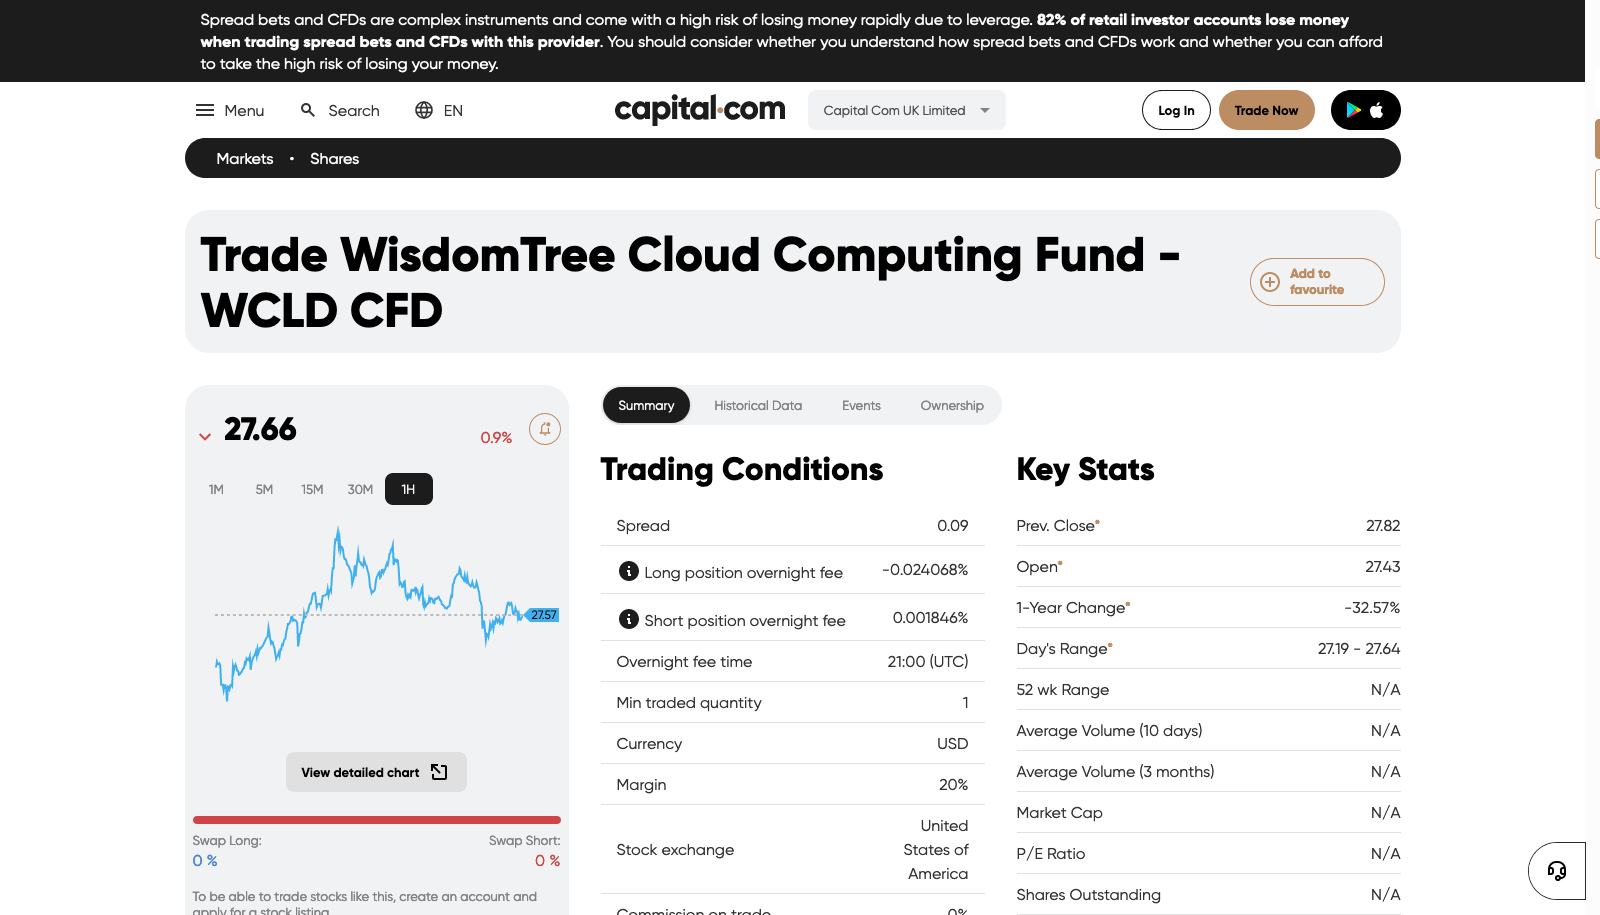 Spread bets and CFDs are complex instruments and come with a high risk of losing money rapidly due to leverage. 82% of retail investor accounts lose money
when trading spread bets and CFDs with this provider. You should consider whether you understand how spread bets and CFDs work and whether you can afford
to take the high risk of losing your money.
Menu Search EN capital.com Capital Com UK Limited Log In Trade Now
Markets • Shares
Trade WisdomTree Cloud Computing Fund -
WCLD CFD
Add to
favourite
27.66 0.9%
1M 5M 15M 30M 1H
27.57
View detailed chart
Swap Long: Swap Short:
0 % 0 %
To be able to trade stocks like this, create an account and
apply for a stock listing
Summary Historical Data Events Ownership
Trading Conditions
Spread 0.09
Long position overnight fee -0.024068%
Short position overnight fee 0.001846%
Overnight fee time 21:00 (UTC)
Min traded quantity 1
Currency USD
Margin 20%
Stock exchange United
States of
America
Commission on trade 0%
Key Stats
Prev. Close* 27.82
Open* 27.43
1-Year Change* -32.57%
Day's Range* 27.19 - 27.64
52 wk Range N/A
Average Volume (10 days) N/A
Average Volume (3 months) N/A
Market Cap N/A
P/E Ratio N/A
Shares Outstanding N/A